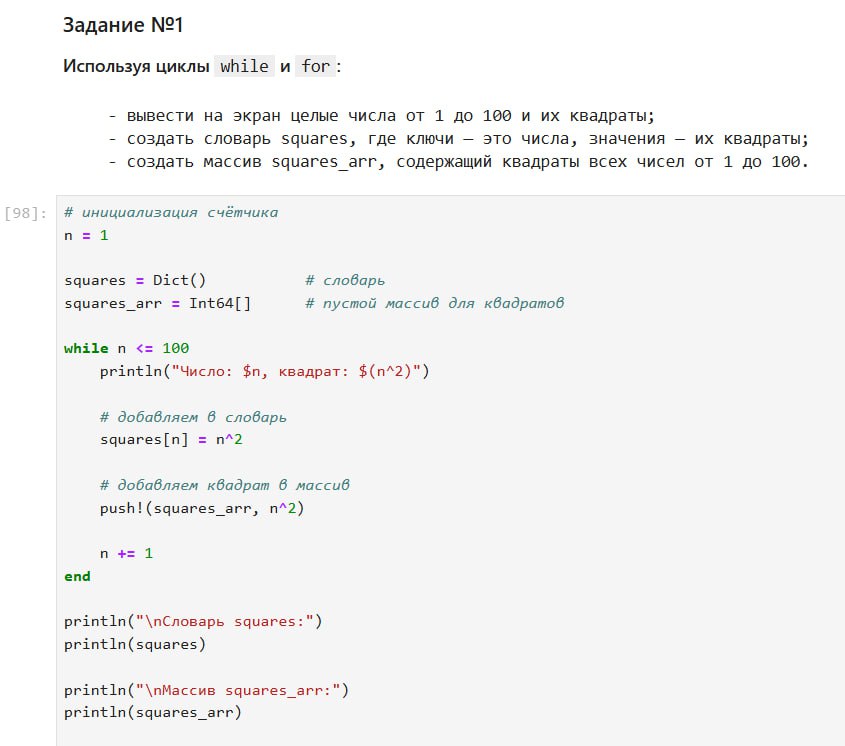 Задание №1
Используя циклы while и for :
- вывести на экран целые числа от 1 до 100 и их квадраты;
- создать словарь squares, где ключи — это числа, значения — их квадраты;
- создать массив squares_arr, содержащий квадраты всех чисел от 1 до 100.
[98]: # инициализация счётчика
n = 1
squares = Dict() # словарь
squares_arr = Int64[] # пустой массив для квадратов
while n <= 100
println("Число: $n, квадрат: $(n^2)")
# добавляем в словарь
squares[n] = n^2
# добавляем квадрат в массив
push!(squares_arr, n^2)
n += 1
end
println("\nСловарь squares:")
println(squares)
println("\nМассив squares_arr:")
println(squares_arr)